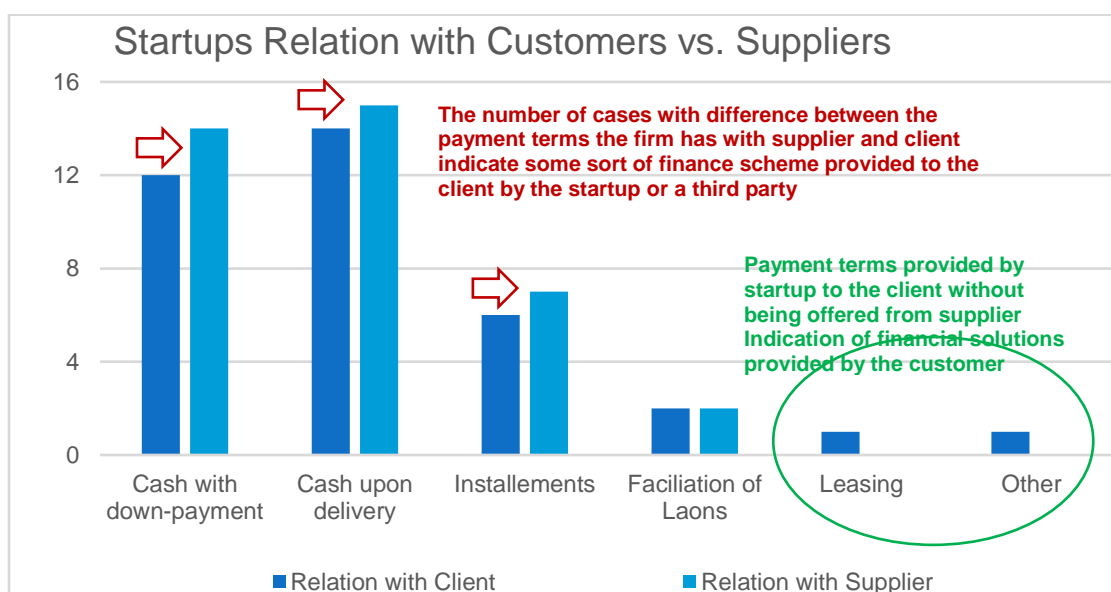 Startups Relation with Customers vs. Suppliers
16
12
8
4
0
The number of cases with difference between the
payment terms the firm has with supplier and client
indicate some sort of finance scheme provided to the
client by the startup or a third party
Payment terms provided by
startup to the client without
being offered from supplier
Indication of financial solutions
provided by the customer
Cash with
down-payment
Cash upon
delivery
Installements
Faciliation of
Laons
Leasing
Other
Relation with Client
Relation with Supplier